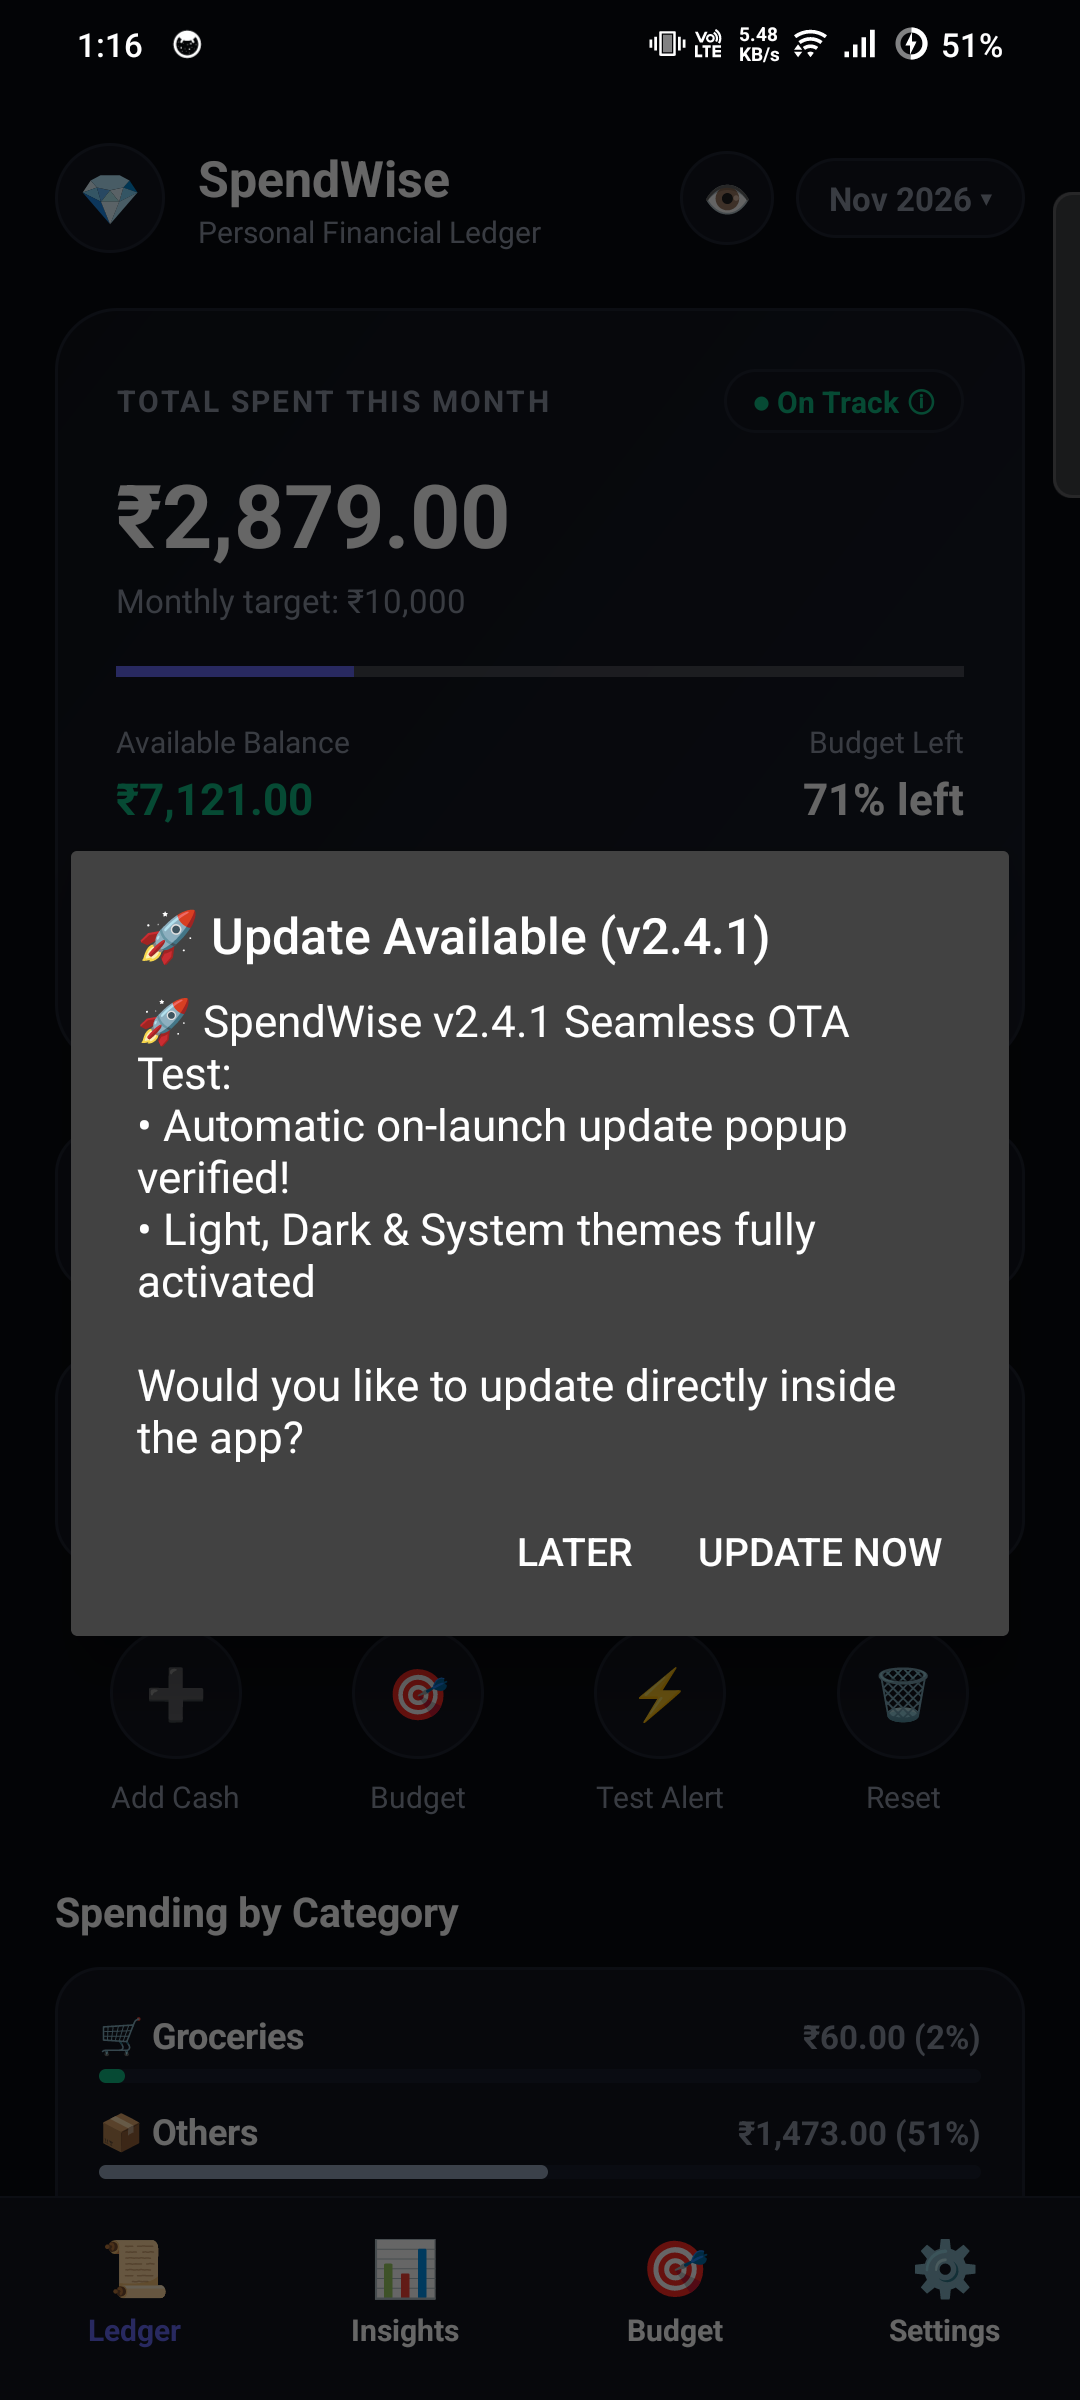 1:16
Vo) LTE
5.48 KB/s
51%
SpendWise
Personal Financial Ledger
Nov 2026 ▾
TOTAL SPENT THIS MONTH
● On Track ⓘ
₹2,879.00
Monthly target: ₹10,000
Available Balance
Budget Left
₹7,121.00
71% left
🚀 Update Available (v2.4.1)
🚀 SpendWise v2.4.1 Seamless OTA
Test:
• Automatic on-launch update popup
verified!
• Light, Dark & System themes fully
activated
Would you like to update directly inside
the app?
LATER
UPDATE NOW
Add Cash
Budget
Test Alert
Reset
Spending by Category
🛒 Groceries
₹60.00 (2%)
📦 Others
₹1,473.00 (51%)
Ledger
Insights
Budget
Settings